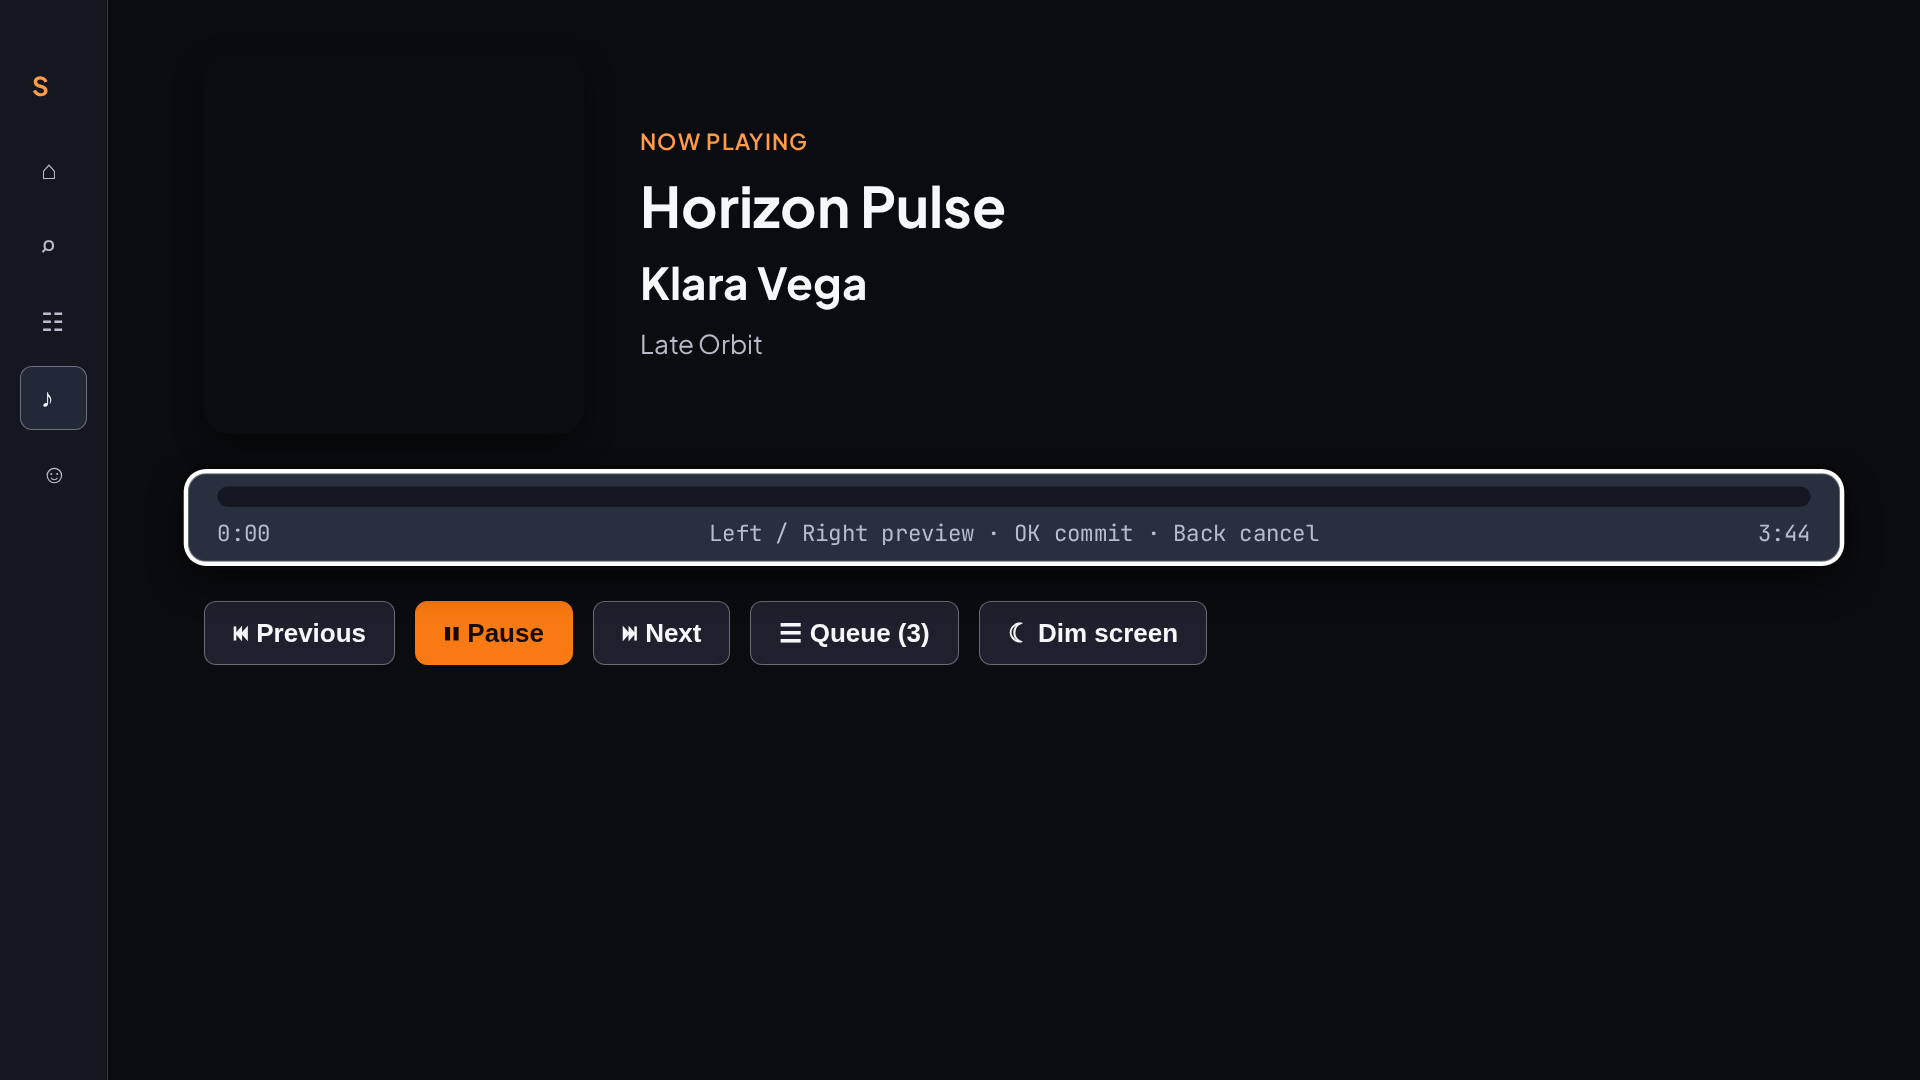 S
NOW PLAYING
Horizon Pulse
Klara Vega
Late Orbit
0:00
Left / Right preview · OK commit · Back cancel
3:44
Previous
Pause
Next
Queue (3)
Dim screen